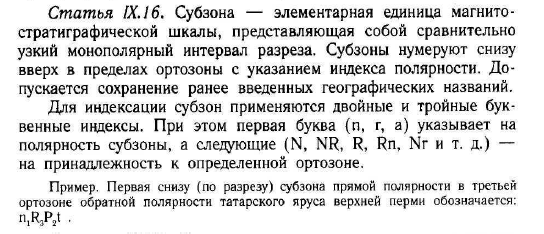 Статья IX.16. Субзона — элементарная единица магнито-
стратиграфической шкалы, представляющая собой сравнительно
узкий монополярный интервал разреза. Субзоны нумеруют снизу
вверх в пределах ортозоны с указанием индекса полярности. До-
пускается сохранение ранее введенных географических названий.
Для индексации субзон применяются двойные и тройные бук-
венные индексы. При этом первая буква (n, r, a) указывает на
полярность субзоны, а следующие (N, NR, R, Rn, Nr и т. д.) —
на принадлежность к определенной ортозоне.
Пример. Первая снизу (по разрезу) субзона прямой полярности в третьей
ортозоне обратной полярности татарского яруса верхней перми обозначается:
n₁R₃P₂t .